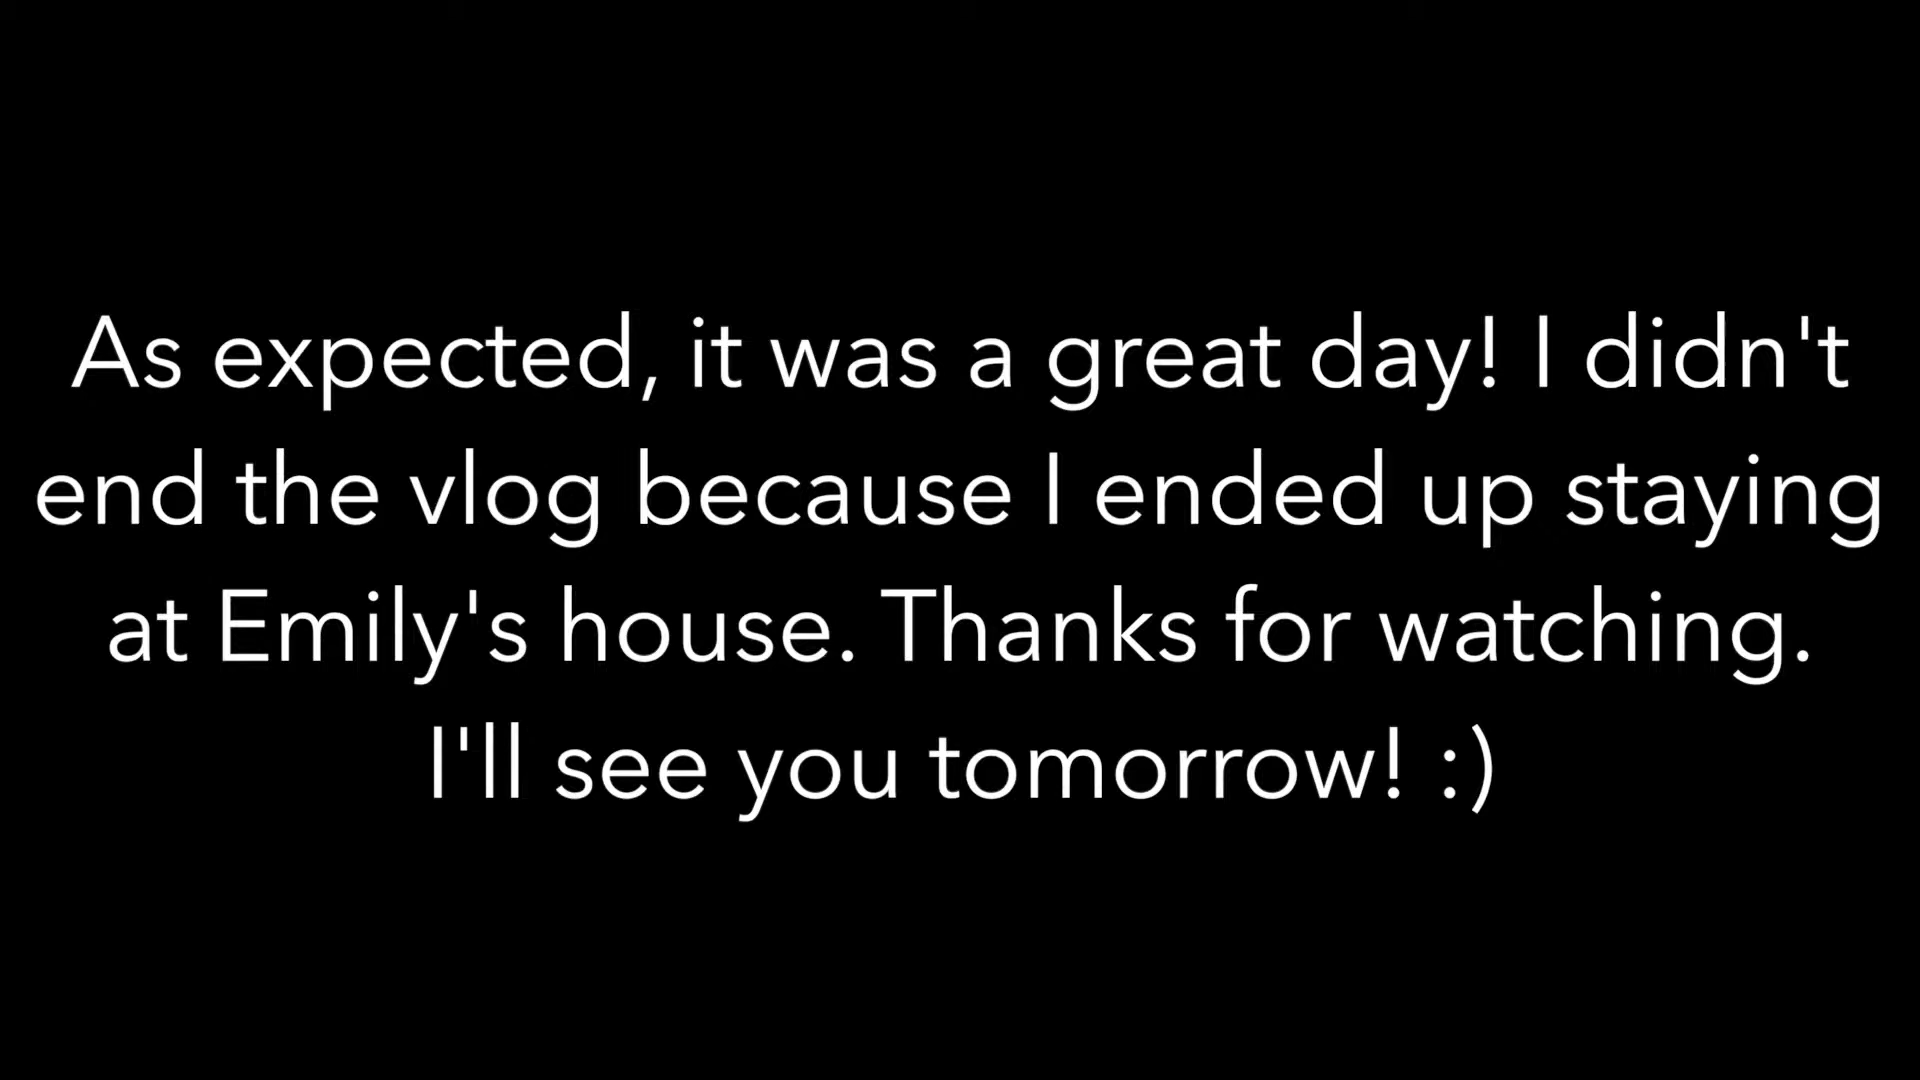 As expected, it was a great day! I didn't
end the vlog because I ended up staying
at Emily's house. Thanks for watching.
I'll see you tomorrow! :)